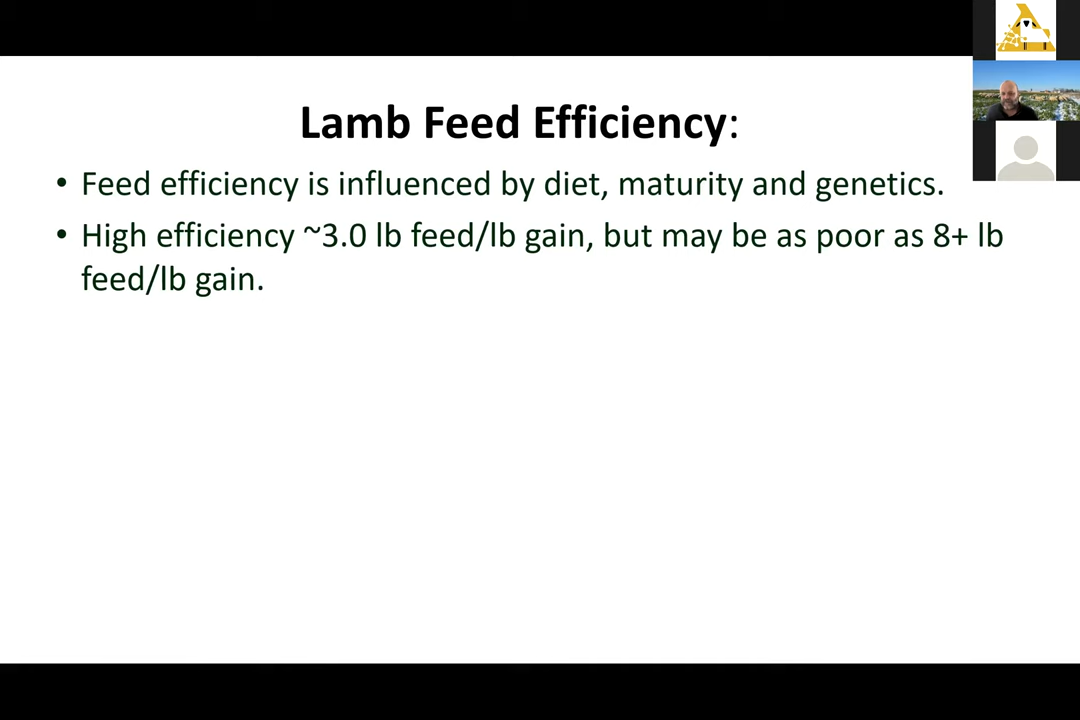 Lamb Feed Efficiency:
• Feed efficiency is influenced by diet, maturity and genetics.
• High efficiency ~3.0 lb feed/lb gain, but may be as poor as 8+ lb
feed/lb gain.